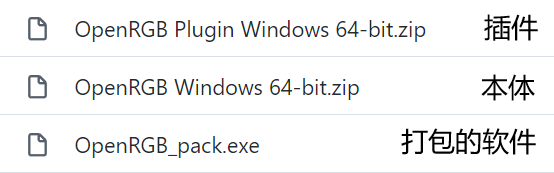 OpenRGB Plugin Windows 64-bit.zip 插件
OpenRGB Windows 64-bit.zip 本体
OpenRGB_pack.exe 打包的软件